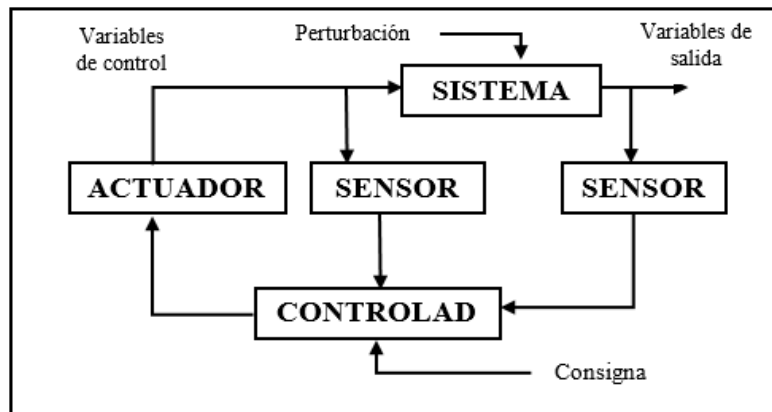 Variables
de control
Perturbación
Variables de
salida
SISTEMA
ACTUADOR
SENSOR
SENSOR
CONTROLAD
Consigna